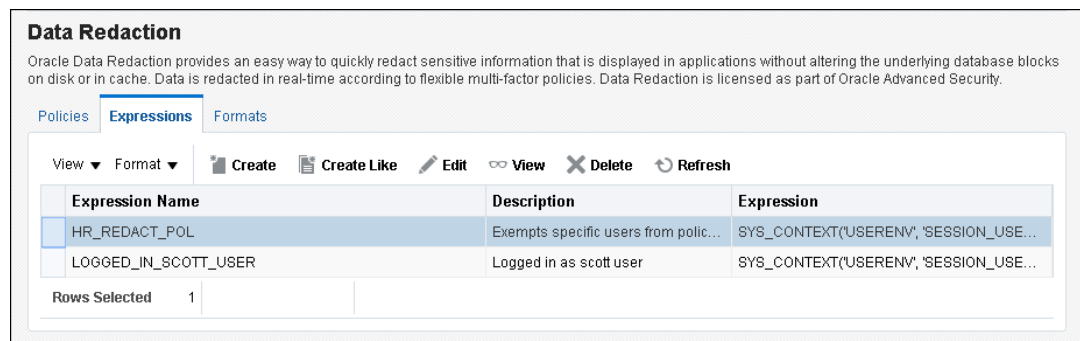 Data Redaction
Oracle Data Redaction provides an easy way to quickly redact sensitive information that is displayed in applications without altering the underlying database blocks
on disk or in cache. Data is redacted in real-time according to flexible multi-factor policies. Data Redaction is licensed as part of Oracle Advanced Security.
Policies Expressions Formats
View Format Create Create Like Edit View Delete Refresh
Expression Name Description Expression
HR_REDACT_POL Exempts specific users from polic... SYS_CONTEXT('USERENV', 'SESSION_USE...
LOGGED_IN_SCOTT_USER Logged in as scott user SYS_CONTEXT('USERENV', 'SESSION_USE...
Rows Selected 1